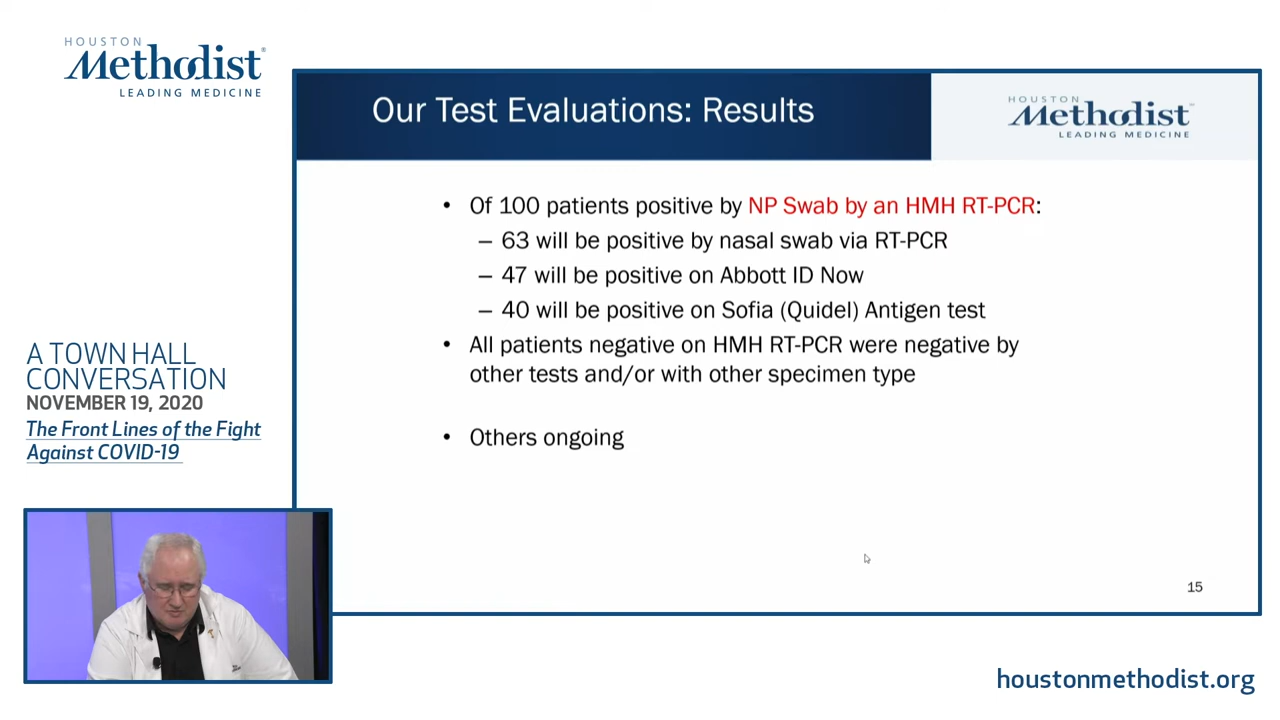 HOUSTON
Methodist
LEADING MEDICINE
Our Test Evaluations: Results
HOUSTON
Methodist
LEADING MEDICINE
• Of 100 patients positive by NP Swab by an HMH RT-PCR:
– 63 will be positive by nasal swab via RT-PCR
– 47 will be positive on Abbott ID Now
– 40 will be positive on Sofia (Quidel) Antigen test
• All patients negative on HMH RT-PCR were negative by
other tests and/or with other specimen type
• Others ongoing
15
A TOWN HALL
CONVERSATION
NOVEMBER 19, 2020
The Front Lines of the Fight
Against COVID-19
houstonmethodist.org